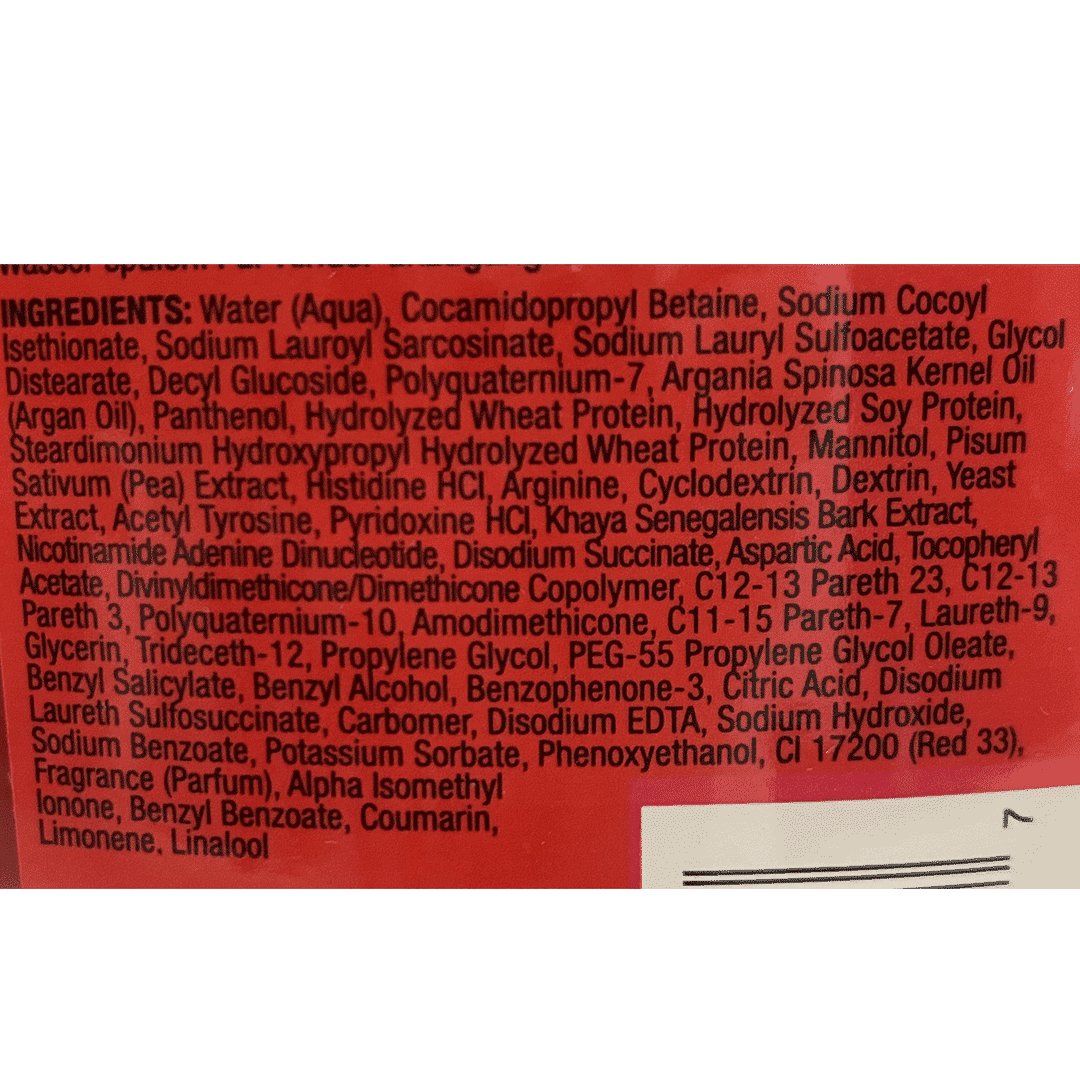 INGREDIENTS: Water (Aqua), Cocamidopropyl Betaine, Sodium Cocoyl
Isethionate, Sodium Lauroyl Sarcosinate, Sodium Lauryl Sulfoacetate, Glycol
Distearate, Decyl Glucoside, Polyquaternium-7, Argania Spinosa Kernel Oil
(Argan Oil), Panthenol, Hydrolyzed Wheat Protein, Hydrolyzed Soy Protein,
Steardimonium Hydroxypropyl Hydrolyzed Wheat Protein, Mannitol, Pisum
Sativum (Pea) Extract, Histidine HCl, Arginine, Cyclodextrin, Dextrin, Yeast
Extract, Acetyl Tyrosine, Pyridoxine HCl, Khaya Senegalensis Bark Extract,
Nicotinamide Adenine Dinucleotide, Disodium Succinate, Aspartic Acid, Tocopheryl
Acetate, Divinyldimethicone/Dimethicone Copolymer, C12-13 Pareth 23, C12-13
Pareth 3, Polyquaternium-10, Amodimethicone, C11-15 Pareth-7, Laureth-9,
Glycerin, Trideceth-12, Propylene Glycol, PEG-55 Propylene Glycol Oleate,
Benzyl Salicylate, Benzyl Alcohol, Benzophenone-3, Citric Acid, Disodium
Laureth Sulfosuccinate, Carbomer, Disodium EDTA, Sodium Hydroxide,
Sodium Benzoate, Potassium Sorbate, Phenoxyethanol, CI 17200 (Red 33),
Fragrance (Parfum), Alpha Isomethyl
Ionone, Benzyl Benzoate, Coumarin,
Limonene, Linalool
7